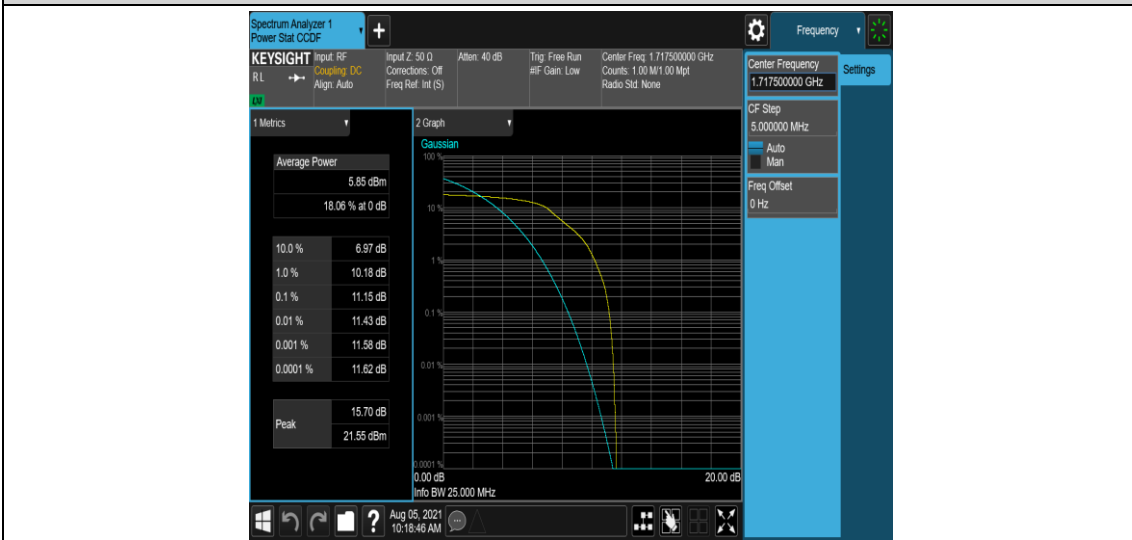 Spectrum Analyzer 1
Power Stat CCDF
+
Frequency
KEYSIGHT
RL
LXI
Input: RF
Coupling: DC
Align: Auto
Input Z: 50 Ω
Corrections: Off
Freq Ref: Int (S)
Atten: 40 dB
Trig: Free Run
#IF Gain: Low
Center Freq: 1.717500000 GHz
Counts: 1.00 M/1.00 Mpt
Radio Std: None
Center Frequency
1.717500000 GHz
Settings
CF Step
5.000000 MHz
Auto
Man
Freq Offset
0 Hz
1 Metrics
Average Power
5.85 dBm
18.06 % at 0 dB
10.0 % 6.97 dB
1.0 % 10.18 dB
0.1 % 11.15 dB
0.01 % 11.43 dB
0.001 % 11.58 dB
0.0001 % 11.62 dB
Peak
15.70 dB
21.55 dBm
2 Graph
Gaussian
100 %
10 %
1 %
0.1 %
0.01 %
0.001 %
0.0001 %
0.00 dB 20.00 dB
Info BW 25.000 MHz
?
Aug 05, 2021
10:18:46 AM